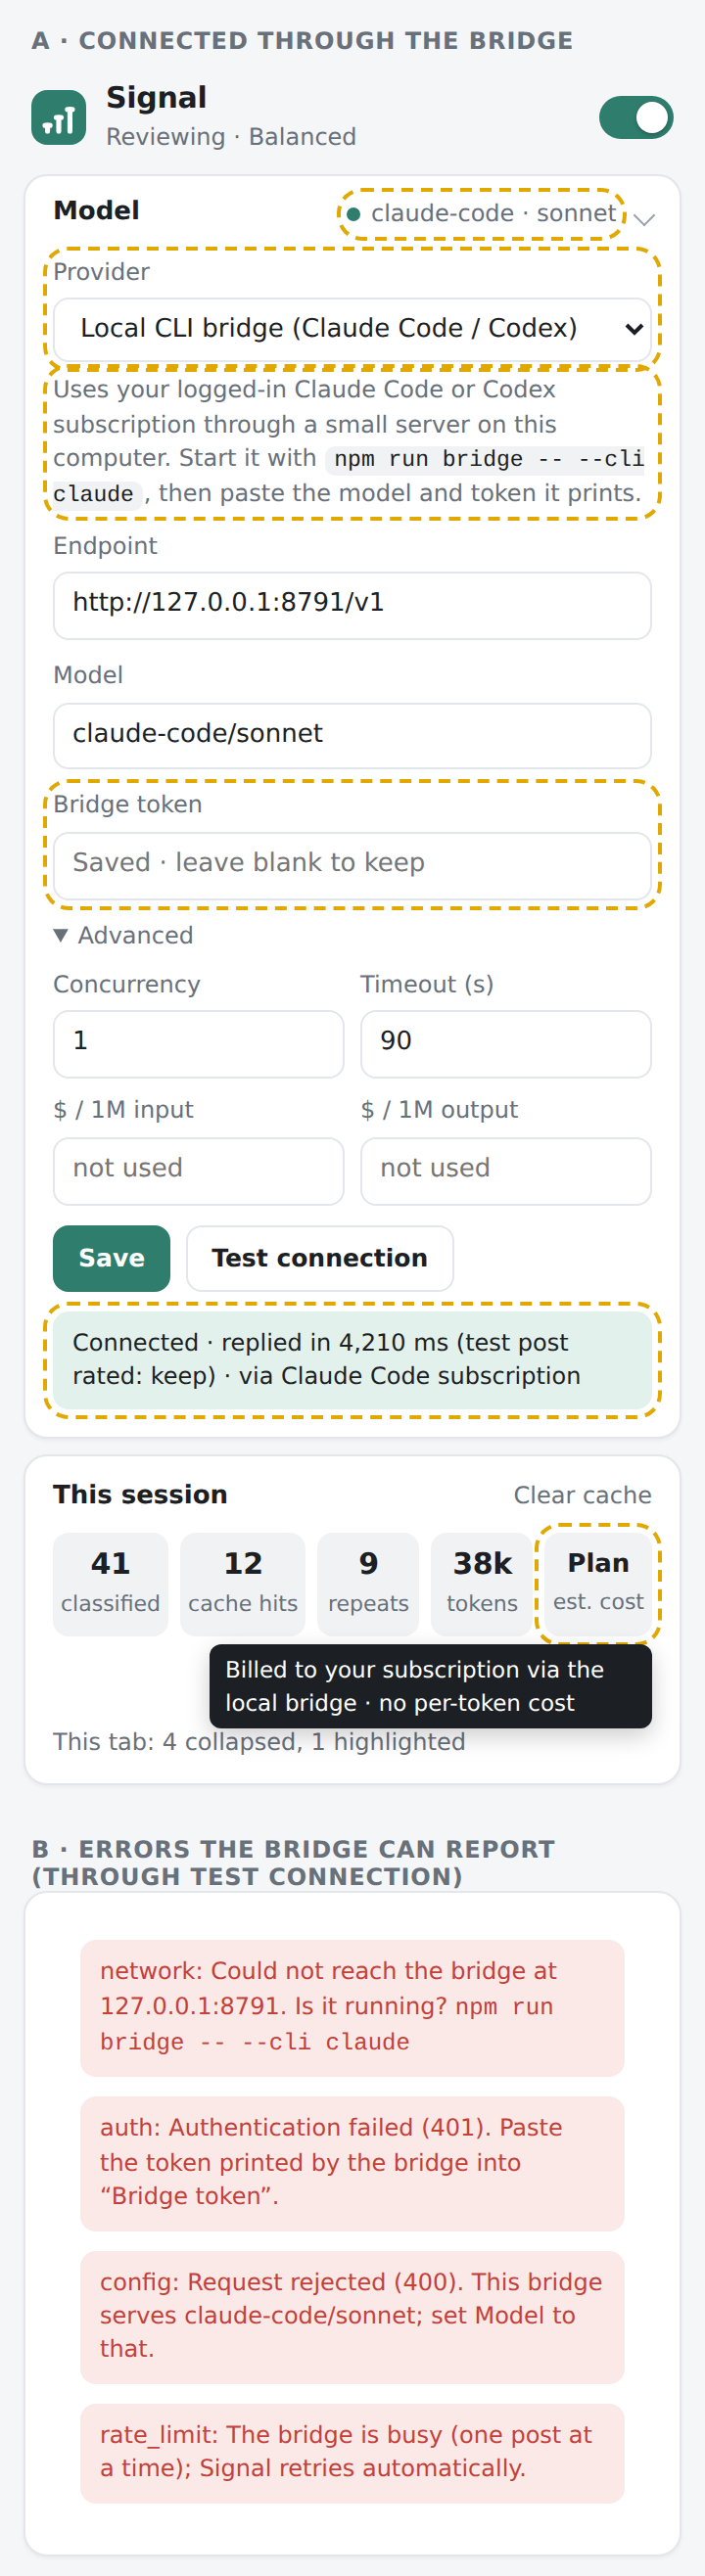 A · CONNECTED THROUGH THE BRIDGE
Signal
Reviewing · Balanced
Model
claude-code · sonnet
Provider
Local CLI bridge (Claude Code / Codex)
Uses your logged-in Claude Code or Codex
subscription through a small server on this
computer. Start it with npm run bridge -- --cli
claude, then paste the model and token it prints.
Endpoint
http://127.0.0.1:8791/v1
Model
claude-code/sonnet
Bridge token
Saved · leave blank to keep
Advanced
Concurrency Timeout (s)
1 90
$ / 1M input $ / 1M output
not used not used
Save Test connection
Connected · replied in 4,210 ms (test post
rated: keep) · via Claude Code subscription
This session Clear cache
41 12 9 38k Plan
classified cache hits repeats tokens est. cost
Billed to your subscription via the
local bridge · no per-token cost
This tab: 4 collapsed, 1 highlighted
B · ERRORS THE BRIDGE CAN REPORT
(THROUGH TEST CONNECTION)
network: Could not reach the bridge at
127.0.0.1:8791. Is it running? npm run
bridge -- --cli claude
auth: Authentication failed (401). Paste
the token printed by the bridge into
“Bridge token”.
config: Request rejected (400). This bridge
serves claude-code/sonnet; set Model to
that.
rate_limit: The bridge is busy (one post at
a time); Signal retries automatically.